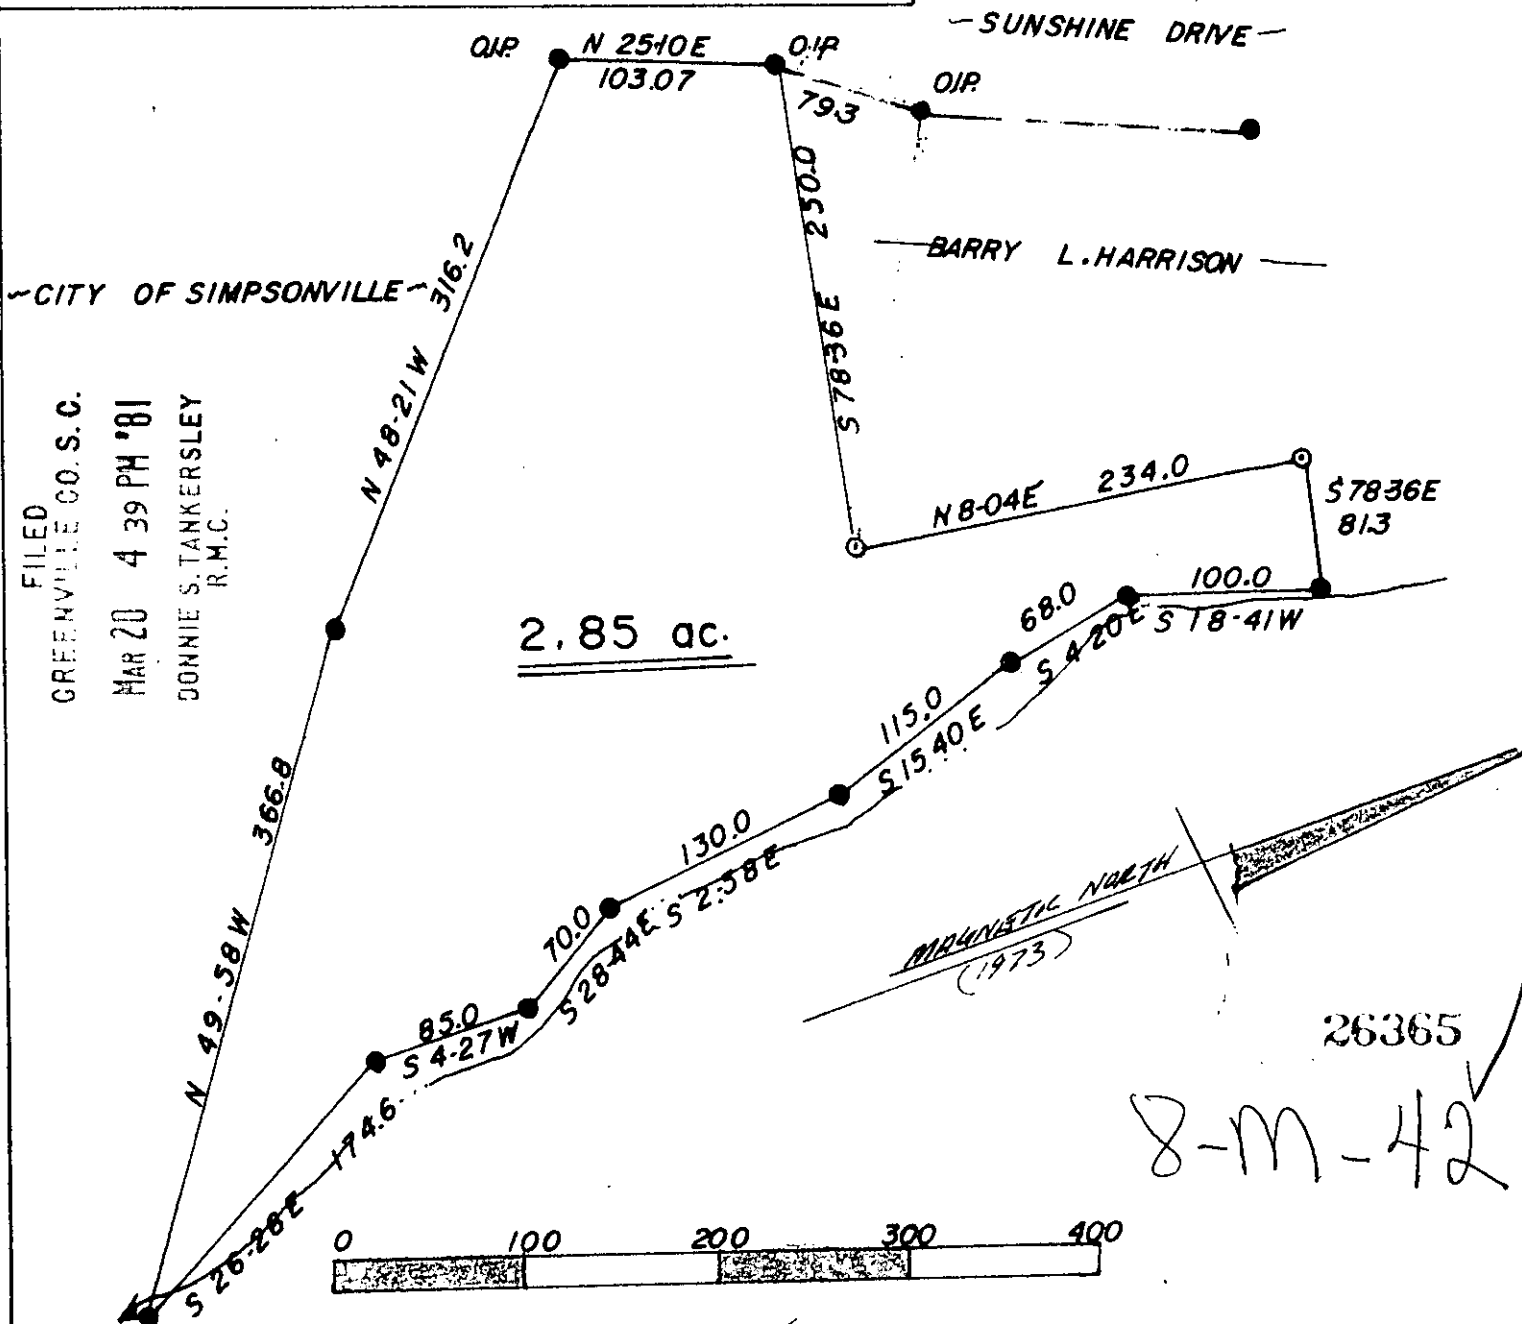 ~ SUNSHINE DRIVE ~
O.I.P.
N 25-10 E
103.07
O.I.P.
79.3
O.I.P.
S 78-36 E 250.0
~ BARRY L. HARRISON ~
~ CITY OF SIMPSONVILLE ~
N 48-21 W 316.2
FILED
GREENVILLE CO. S. C.
MAR 20 4 39 PM '81
DONNIE S. TANKERSLEY
R.M.C.
N 8-04 E 234.0
S 78-36 E
81.3
100.0
S 18-41 W
68.0
S 4-20 E
2.85 ac.
115.0
S 15-40 E
130.0
S 2-58 E
70.0
S 28-44 E
85.0
S 4-27 W
N 49-58 W 366.8
S 26-28 E 174.6
MAGNETIC NORTH
(1973)
26365
8-M-42
0 100 200 300 400